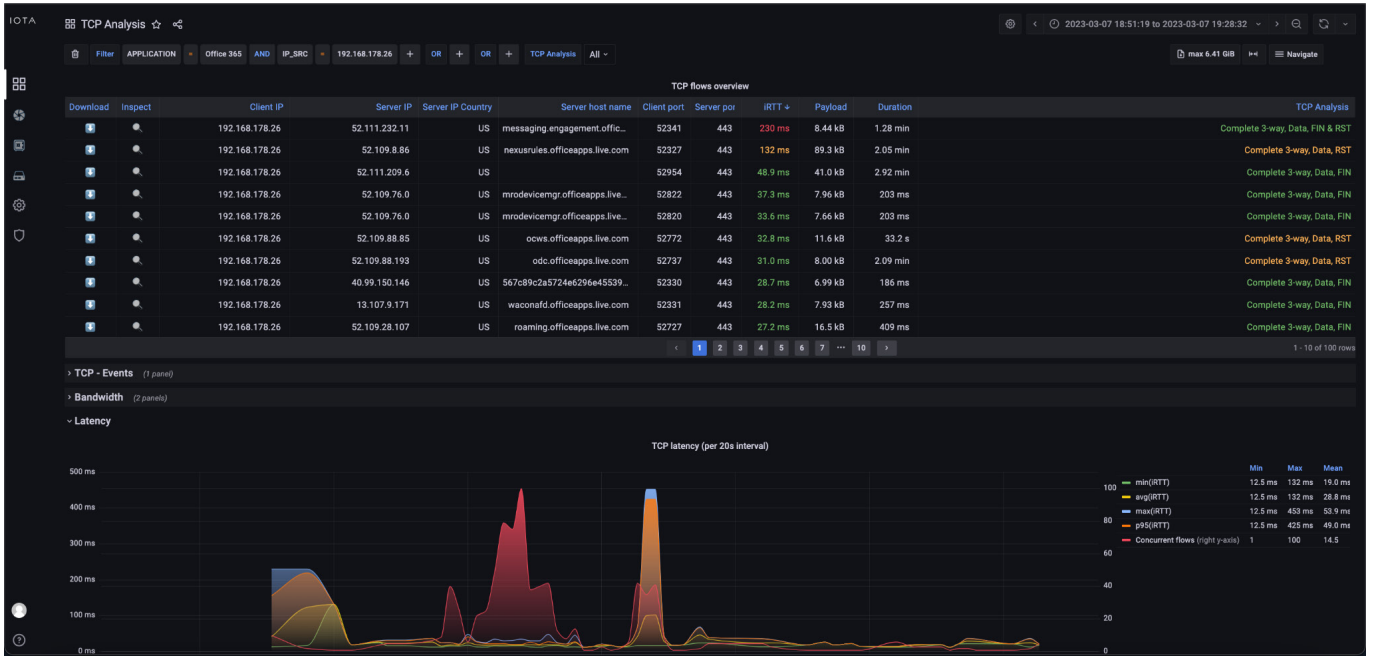 IOTA
TCP Analysis
2023-03-07 18:51:19 to 2023-03-07 19:28:32
Filter APPLICATION = Office 365 AND IP_SRC = 192.168.178.26 + OR + OR + TCP Analysis All
max 6.41 GiB Navigate
TCP flows overview
Download Inspect Client IP Server IP Server IP Country Server host name Client port Server por iRTT ↓ Payload Duration TCP Analysis
192.168.178.26 52.111.232.11 US messaging.engagement.offic... 52341 443 230 ms 8.44 kB 1.28 min Complete 3-way, Data, FIN & RST
192.168.178.26 52.109.8.86 US nexusrules.officeapps.live.com 52327 443 132 ms 89.3 kB 2.05 min Complete 3-way, Data, RST
192.168.178.26 52.111.209.6 US 52954 443 48.9 ms 41.0 kB 2.92 min Complete 3-way, Data, FIN
192.168.178.26 52.109.76.0 US mrodevicemgr.officeapps.live... 52822 443 37.3 ms 7.96 kB 203 ms Complete 3-way, Data, FIN
192.168.178.26 52.109.76.0 US mrodevicemgr.officeapps.live... 52820 443 33.6 ms 7.66 kB 203 ms Complete 3-way, Data, FIN
192.168.178.26 52.109.88.85 US ocws.officeapps.live.com 52772 443 32.8 ms 11.6 kB 33.2 s Complete 3-way, Data, RST
192.168.178.26 52.109.88.193 US odc.officeapps.live.com 52737 443 31.0 ms 8.00 kB 2.09 min Complete 3-way, Data, RST
192.168.178.26 40.99.150.146 US 567c89c2a5724e6296e45539... 52330 443 28.7 ms 6.99 kB 186 ms Complete 3-way, Data, FIN
192.168.178.26 13.107.9.171 US waconafd.officeapps.live.com 52331 443 28.2 ms 7.93 kB 257 ms Complete 3-way, Data, FIN
192.168.178.26 52.109.28.107 US roaming.officeapps.live.com 52727 443 27.2 ms 16.5 kB 409 ms Complete 3-way, Data, FIN
‹ 1 2 3 4 5 6 7 ... 10 › 1 - 10 of 100 rows
TCP - Events (1 panel)
Bandwidth (2 panels)
Latency
TCP latency (per 20s interval)
500 ms
400 ms
300 ms
200 ms
100 ms
0 ms
100
80
60
40
20
0
Min Max Mean
min(iRTT) 12.5 ms 132 ms 19.0 ms
avg(iRTT) 12.5 ms 132 ms 28.8 ms
max(iRTT) 12.5 ms 453 ms 53.9 ms
p95(iRTT) 12.5 ms 425 ms 49.0 ms
Concurrent flows (right y-axis) 1 100 14.5